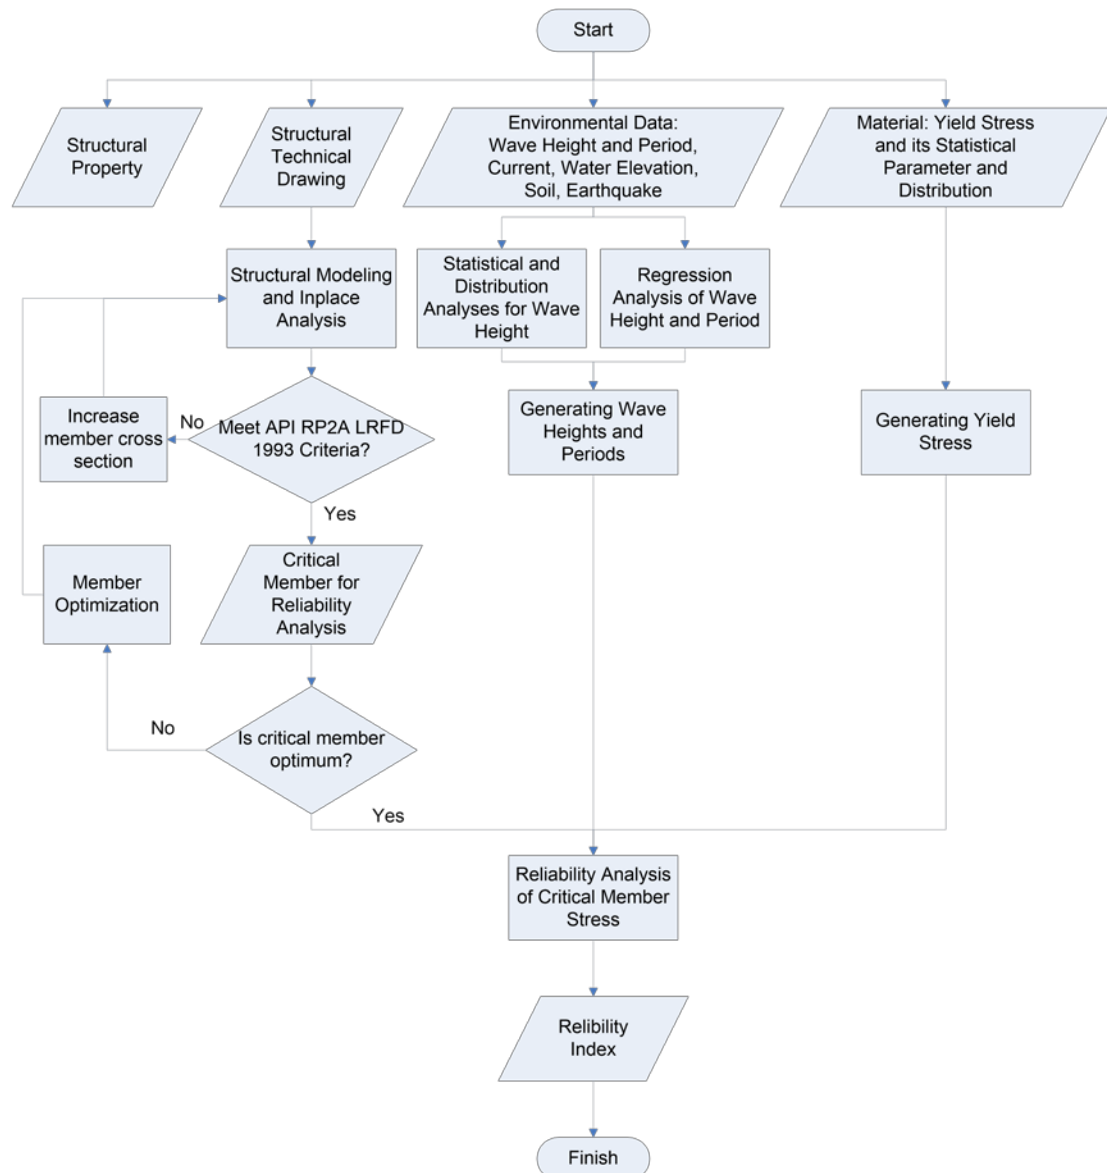 Start
Structural
Property
Structural
Technical
Drawing
Environmental Data:
Wave Height and Period,
Current, Water Elevation,
Soil, Earthquake
Material: Yield Stress
and its Statistical
Parameter and
Distribution
Structural Modeling
and Inplace
Analysis
Statistical and
Distribution
Analyses for Wave
Height
Regression
Analysis of Wave
Height and Period
Increase
member cross
section
No
Meet API RP2A LRFD
1993 Criteria?
Generating Wave
Heights and
Periods
Generating Yield
Stress
Yes
Member
Optimization
Critical
Member for
Reliability
Analysis
No
Is critical member
optimum?
Yes
Reliability Analysis
of Critical Member
Stress
Relibility
Index
Finish